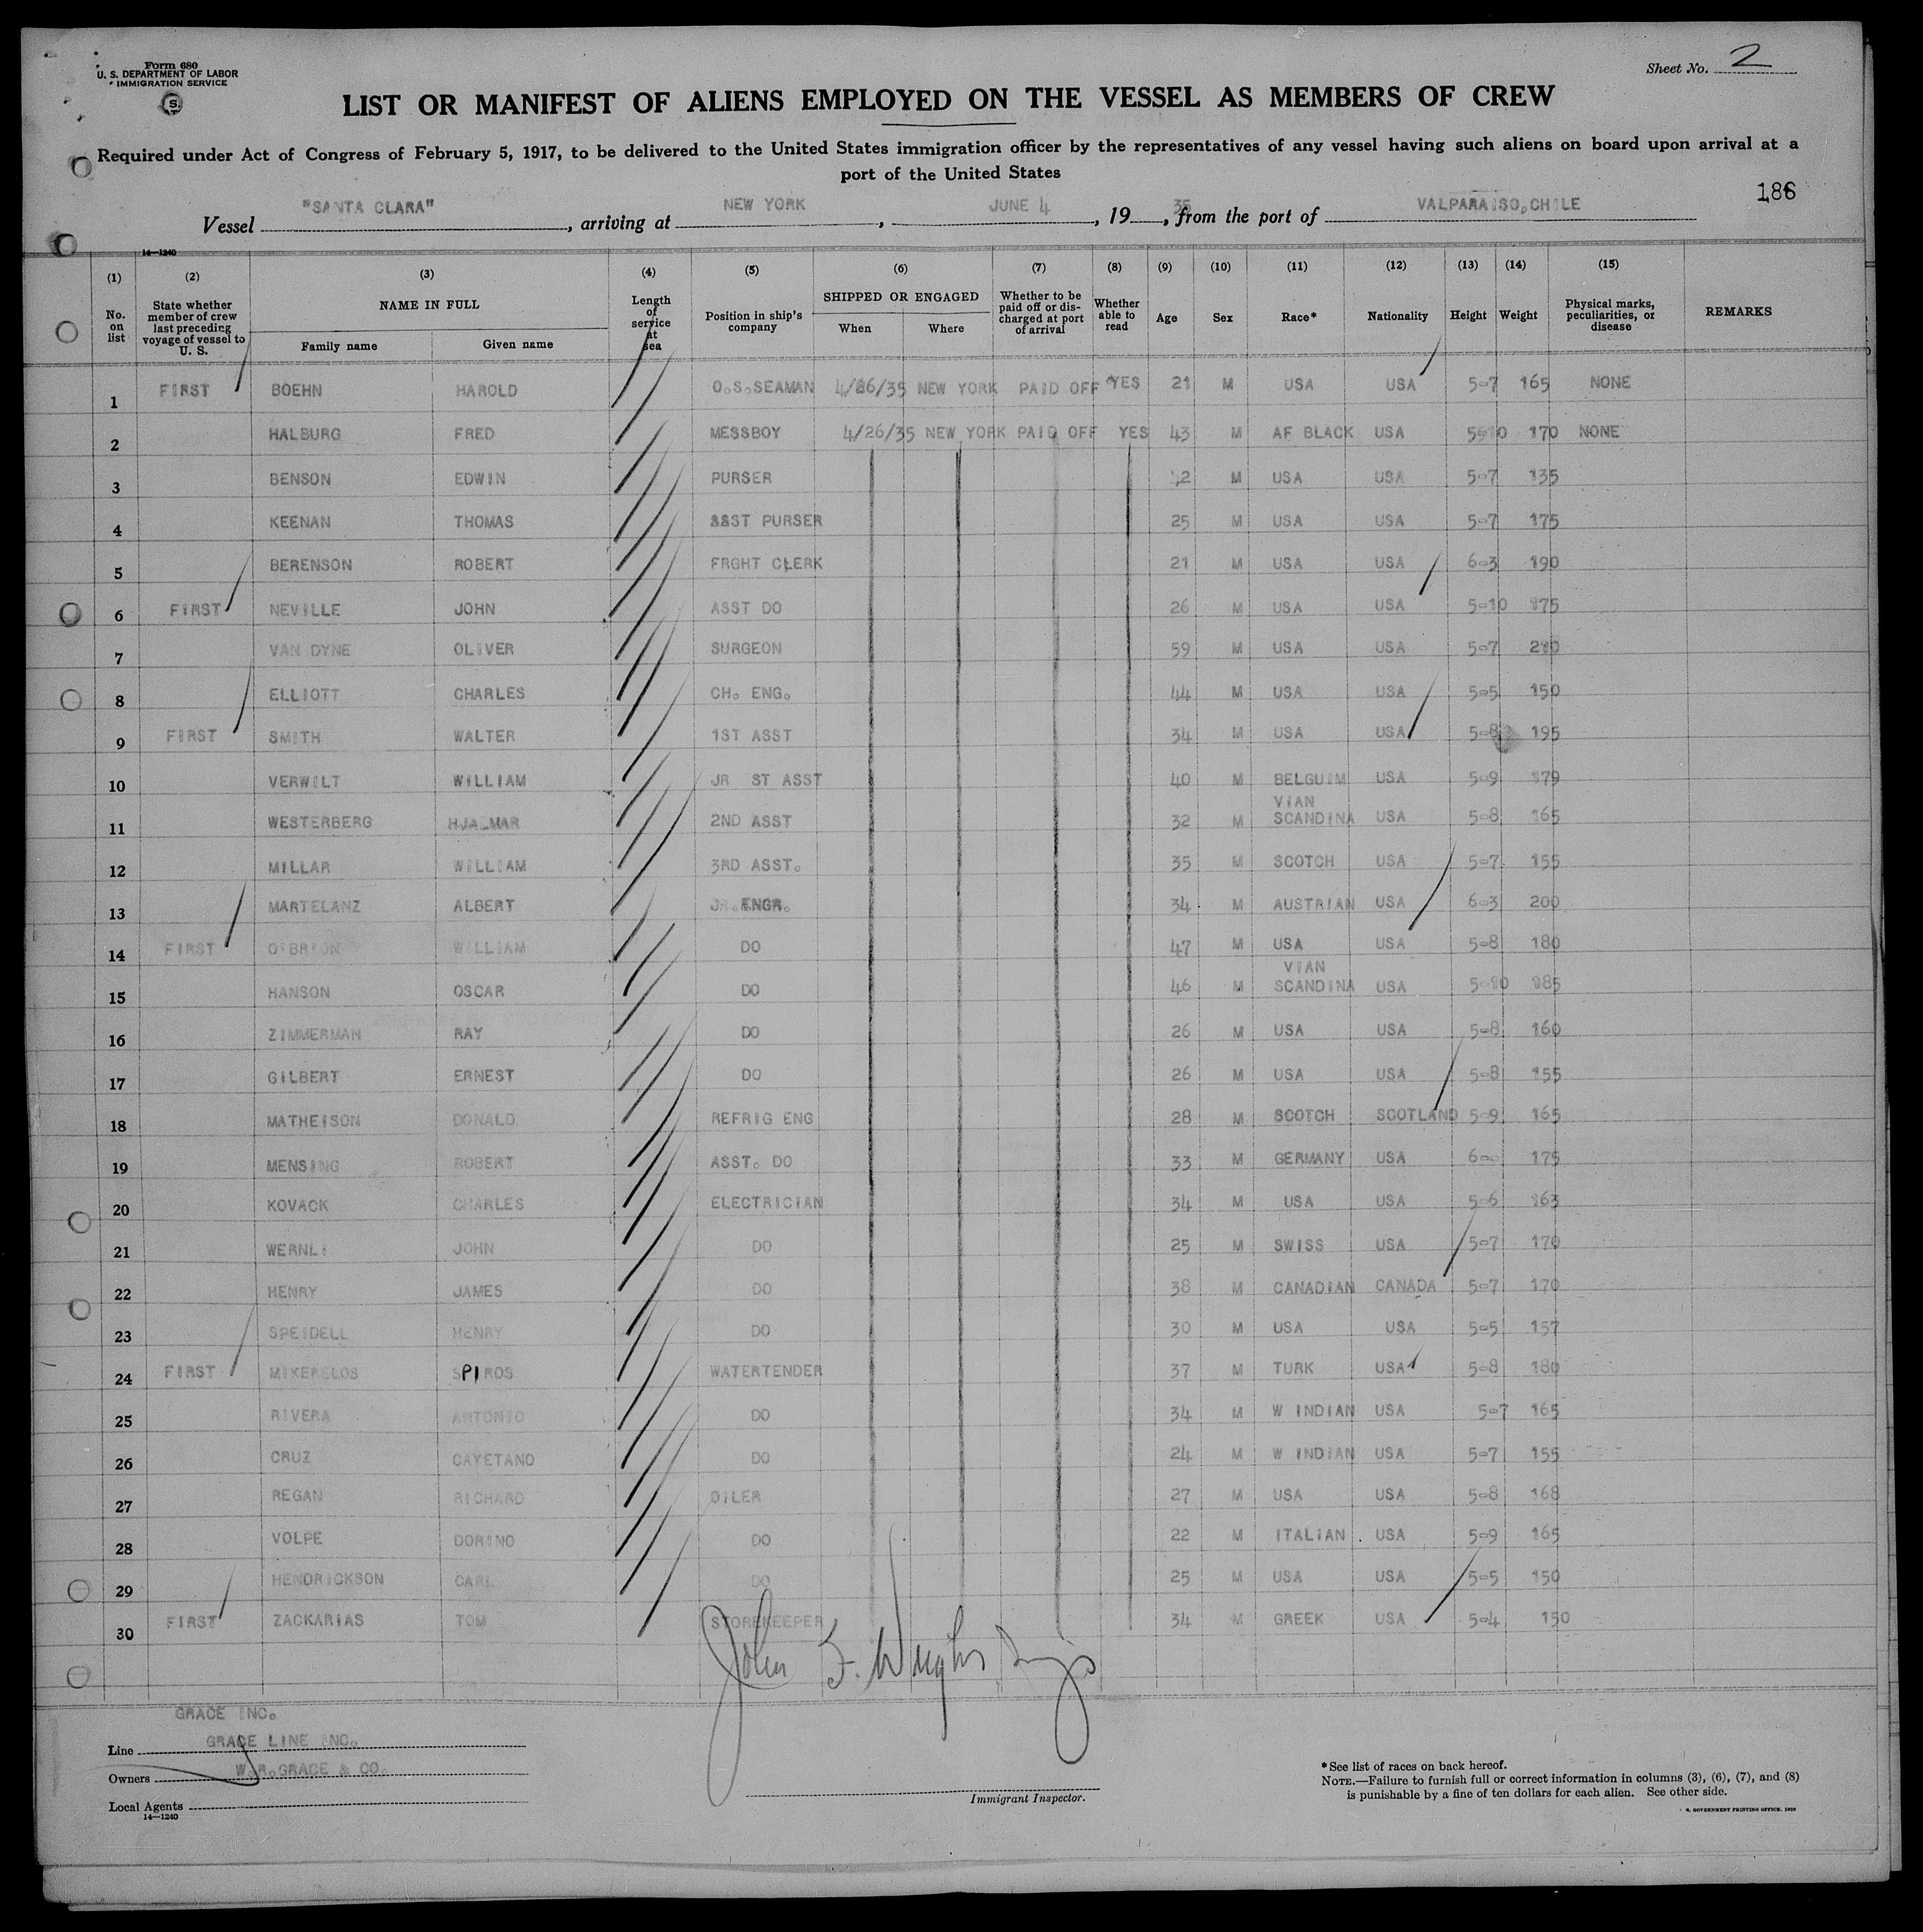 Form 680
U. S. DEPARTMENT OF LABOR
IMMIGRATION SERVICE
S.
Sheet No. 2
LIST OR MANIFEST OF ALIENS EMPLOYED ON THE VESSEL AS MEMBERS OF CREW
Required under Act of Congress of February 5, 1917, to be delivered to the United States immigration officer by the representatives of any vessel having such aliens on board upon arrival at a
port of the United States
186
Vessel "SANTA CLARA", arriving at NEW YORK, JUNE 4, 1935, from the port of VALPARAISO,CHILE
14—1240
(1) (2) (3) (4) (5) (6) (7) (8) (9) (10) (11) (12) (13) (14) (15)
No. on list State whether member of crew last preceding voyage of vessel to U. S. NAME IN FULL Family name Given name Length of service at sea Position in ship's company SHIPPED OR ENGAGED When Where Whether to be paid off or discharged at port of arrival Whether able to read Age Sex Race* Nationality Height Weight Physical marks, peculiarities, or disease REMARKS
1 FIRST BOEHN HAROLD O.S.SEAMAN 4/26/35 NEW YORK PAID OFF YES 21 M USA USA 5-7 165 NONE
2 HALBURG FRED MESSBOY 4/26/35 NEW YORK PAID OFF YES 43 M AF BLACK USA 5-10 170 NONE
3 BENSON EDWIN PURSER 42 M USA USA 5-7 135
4 KEENAN THOMAS ASST PURSER 25 M USA USA 5-7 175
5 BERENSON ROBERT FRGHT CLERK 21 M USA USA 6-3 190
6 FIRST NEVILLE JOHN ASST DO 26 M USA USA 5-10 175
7 VAN DYNE OLIVER SURGEON 59 M USA USA 5-7 210
8 ELLIOTT CHARLES CH. ENG. 44 M USA USA 5-5 150
9 FIRST SMITH WALTER 1ST ASST 34 M USA USA 5-8 195
10 VERWILT WILLIAM JR ST ASST 40 M BELGUIM USA 5-9 179
11 WESTERBERG HJALMAR 2ND ASST 32 M SCANDINAVIAN USA 5-8 165
12 MILLAR WILLIAM 3RD ASST. 35 M SCOTCH USA 5-7 155
13 MARTELANZ ALBERT JR.ENGR. 34 M AUSTRIAN USA 6-3 200
14 FIRST O'BRION WILLIAM DO 47 M USA USA 5-8 180
15 HANSON OSCAR DO 46 M SCANDINAVIAN USA 5-10 185
16 ZIMMERMAN RAY DO 26 M USA USA 5-8 160
17 GILBERT ERNEST DO 26 M USA USA 5-8 155
18 MATHEISON DONALD REFRIG ENG 28 M SCOTCH SCOTLAND 5-9 165
19 MENSING ROBERT ASST. DO 33 M GERMANY USA 6-- 175
20 KOVACK CHARLES ELECTRICIAN 34 M USA USA 5-6 163
21 WERNLI JOHN DO 25 M SWISS USA 5-7 170
22 HENRY JAMES DO 38 M CANADIAN CANADA 5-7 170
23 SPEIDELL HENRY DO 30 M USA USA 5-5 157
24 FIRST MIKERELOS SPIROS WATERTENDER 37 M TURK USA 5-8 180
25 RIVERA ANTONIO DO 34 M W INDIAN USA 5-7 165
26 CRUZ CAYETANO DO 24 M W INDIAN USA 5-7 155
27 REGAN RICHARD OILER 27 M USA USA 5-8 168
28 VOLPE DORINO DO 22 M ITALIAN USA 5-9 165
29 HENDRICKSON CARL DO 25 M USA USA 5-5 150
30 FIRST ZACKARIAS TOM STOREKEEPER 34 M GREEK USA 5-4 150
John F.
GRACE INC.
Line GRACE LINE INC.
Owners W.R.GRACE & CO.
Local Agents
14—1240
Immigrant Inspector.
*See list of races on back hereof.
NOTE.—Failure to furnish full or correct information in columns (3), (6), (7), and (8)
is punishable by a fine of ten dollars for each alien. See other side.
U. S. GOVERNMENT PRINTING OFFICE. 1929